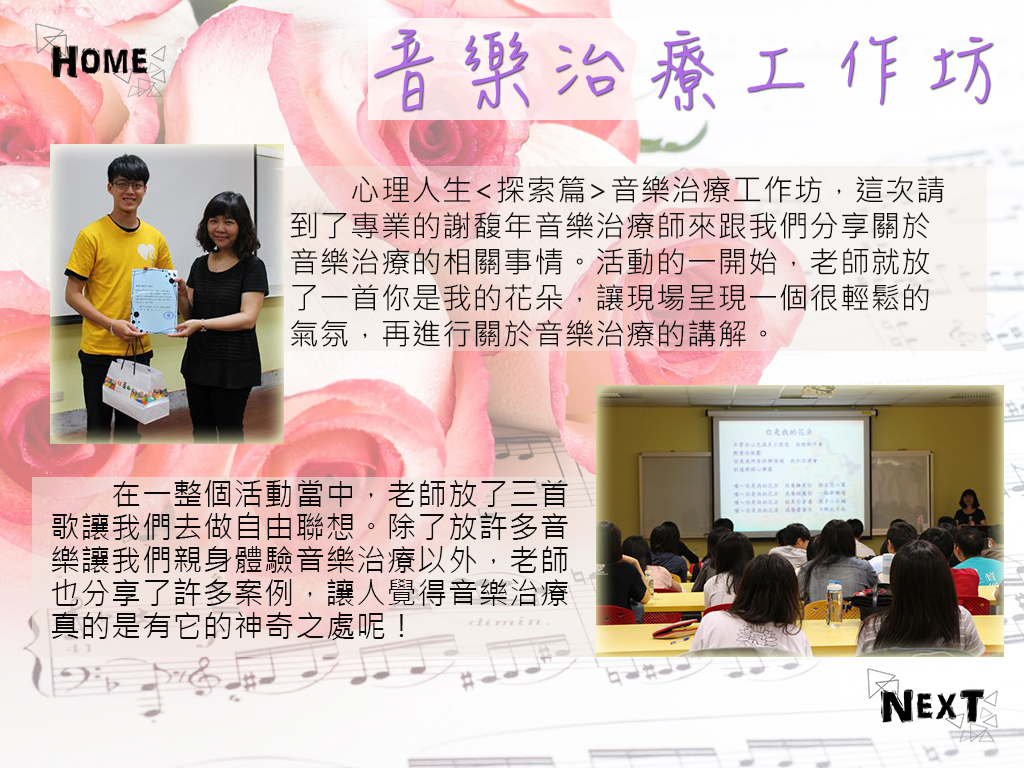 HOME
音樂治療工作坊
心理人生<探索篇>音樂治療工作坊，這次請
到了專業的謝馥年音樂治療師來跟我們分享關於
音樂治療的相關事情。活動的一開始，老師就放
了一首你是我的花朵，讓現場呈現一個很輕鬆的
氣氛，再進行關於音樂治療的講解。
你是我的花朵
在一整個活動當中，老師放了三首
歌讓我們去做自由聯想。除了放許多音
樂讓我們親身體驗音樂治療以外，老師
也分享了許多案例，讓人覺得音樂治療
真的是有它的神奇之處呢！
dimin.
NEXT